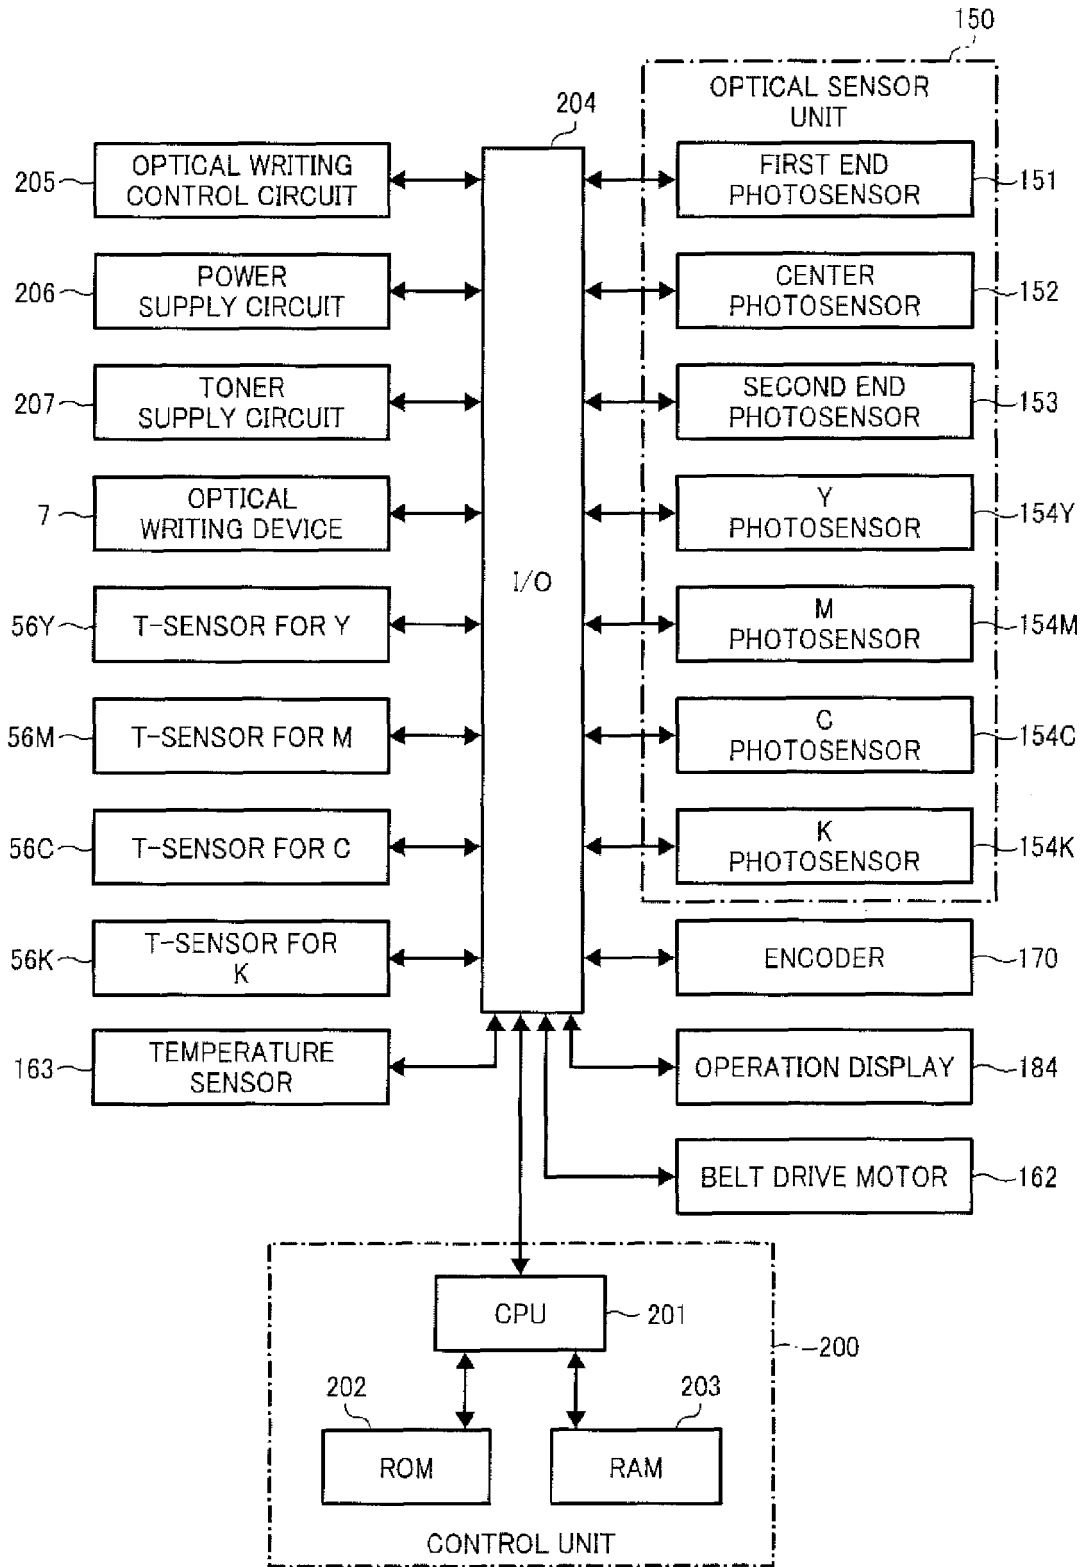 150
OPTICAL SENSOR
UNIT
204
205
OPTICAL WRITING
CONTROL CIRCUIT
FIRST END
PHOTOSENSOR
151
206
POWER
SUPPLY CIRCUIT
CENTER
PHOTOSENSOR
152
207
TONER
SUPPLY CIRCUIT
SECOND END
PHOTOSENSOR
153
7
OPTICAL
WRITING DEVICE
Y
PHOTOSENSOR
154Y
I/O
56Y
T-SENSOR FOR Y
M
PHOTOSENSOR
154M
56M
T-SENSOR FOR M
C
PHOTOSENSOR
154C
56C
T-SENSOR FOR C
K
PHOTOSENSOR
154K
56K
T-SENSOR FOR
K
ENCODER
170
163
TEMPERATURE
SENSOR
OPERATION DISPLAY
184
BELT DRIVE MOTOR
162
CPU
201
200
202
203
ROM
RAM
CONTROL UNIT